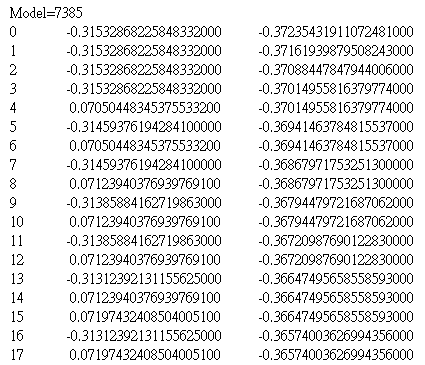 Model=7385
0 -0.31532868225848332000 -0.37235431911072481000
1 -0.31532868225848332000 -0.37161939879508243000
2 -0.31532868225848332000 -0.37088447847944006000
3 -0.31532868225848332000 -0.37014955816379774000
4 0.07050448345375533200 -0.37014955816379774000
5 -0.31459376194284100000 -0.36941463784815537000
6 0.07050448345375533200 -0.36941463784815537000
7 -0.31459376194284100000 -0.36867971753251300000
8 0.07123940376939769100 -0.36867971753251300000
9 -0.31385884162719863000 -0.36794479721687062000
10 0.07123940376939769100 -0.36794479721687062000
11 -0.31385884162719863000 -0.36720987690122830000
12 0.07123940376939769100 -0.36720987690122830000
13 -0.31312392131155625000 -0.36647495658558593000
14 0.07123940376939769100 -0.36647495658558593000
15 0.07197432408504005100 -0.36647495658558593000
16 -0.31312392131155625000 -0.36574003626994356000
17 0.07197432408504005100 -0.36574003626994356000